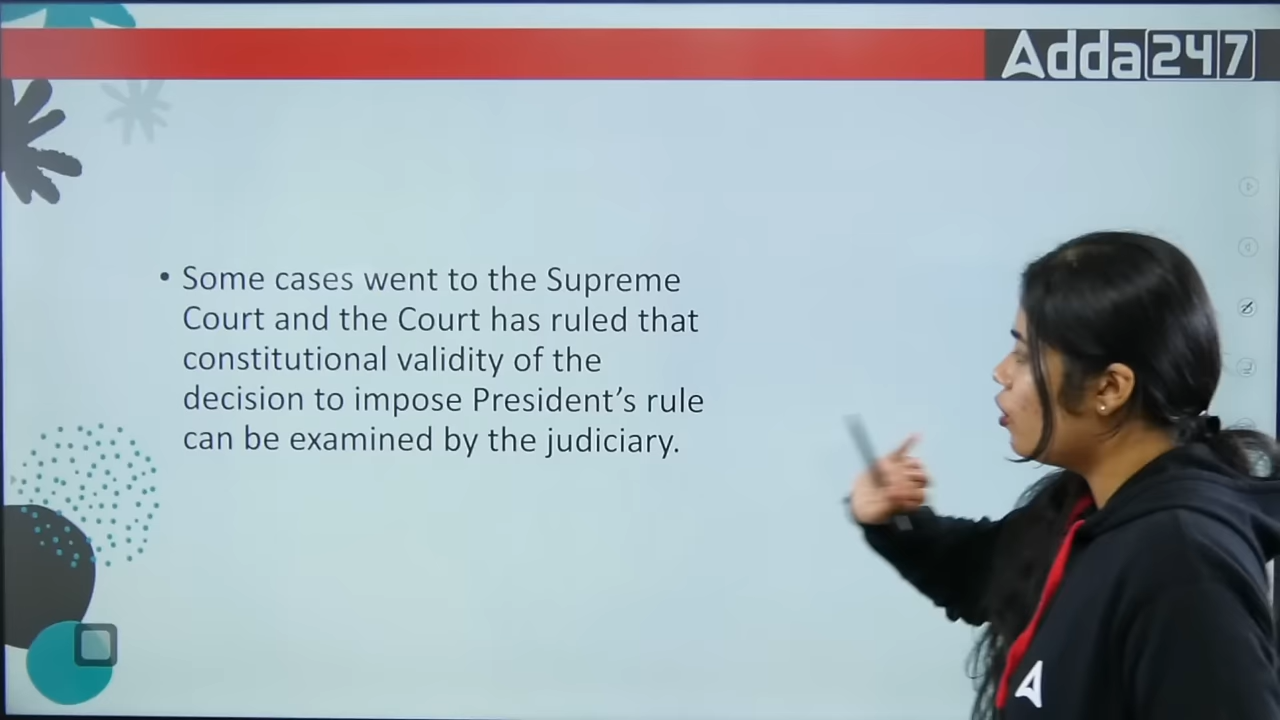 Adda247
• Some cases went to the Supreme
Court and the Court has ruled that
constitutional validity of the
decision to impose President’s rule
can be examined by the judiciary.